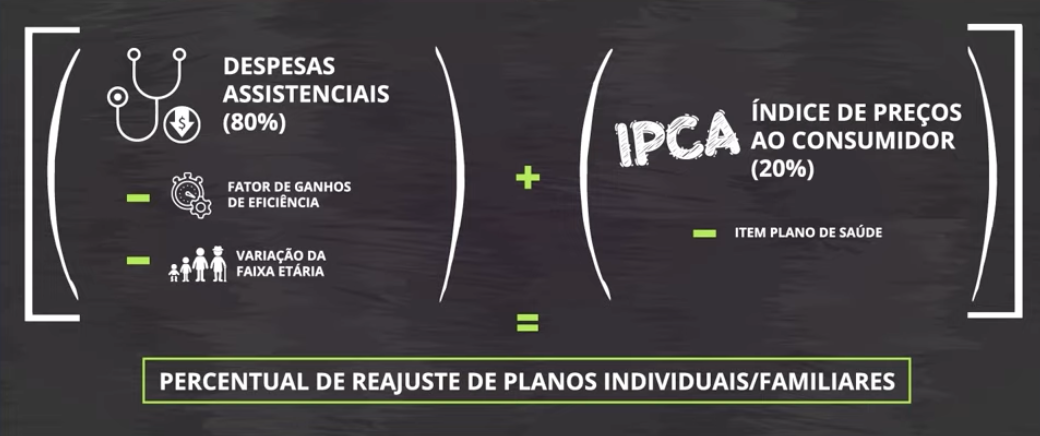 DESPESAS
ASSISTENCIAIS
(80%)
- FATOR DE GANHOS
DE EFICIÊNCIA
- VARIAÇÃO DA
FAIXA ETÁRIA
+
IPCA
ÍNDICE DE PREÇOS
AO CONSUMIDOR
(20%)
- ITEM PLANO DE SAÚDE
=
PERCENTUAL DE REAJUSTE DE PLANOS INDIVIDUAIS/FAMILIARES